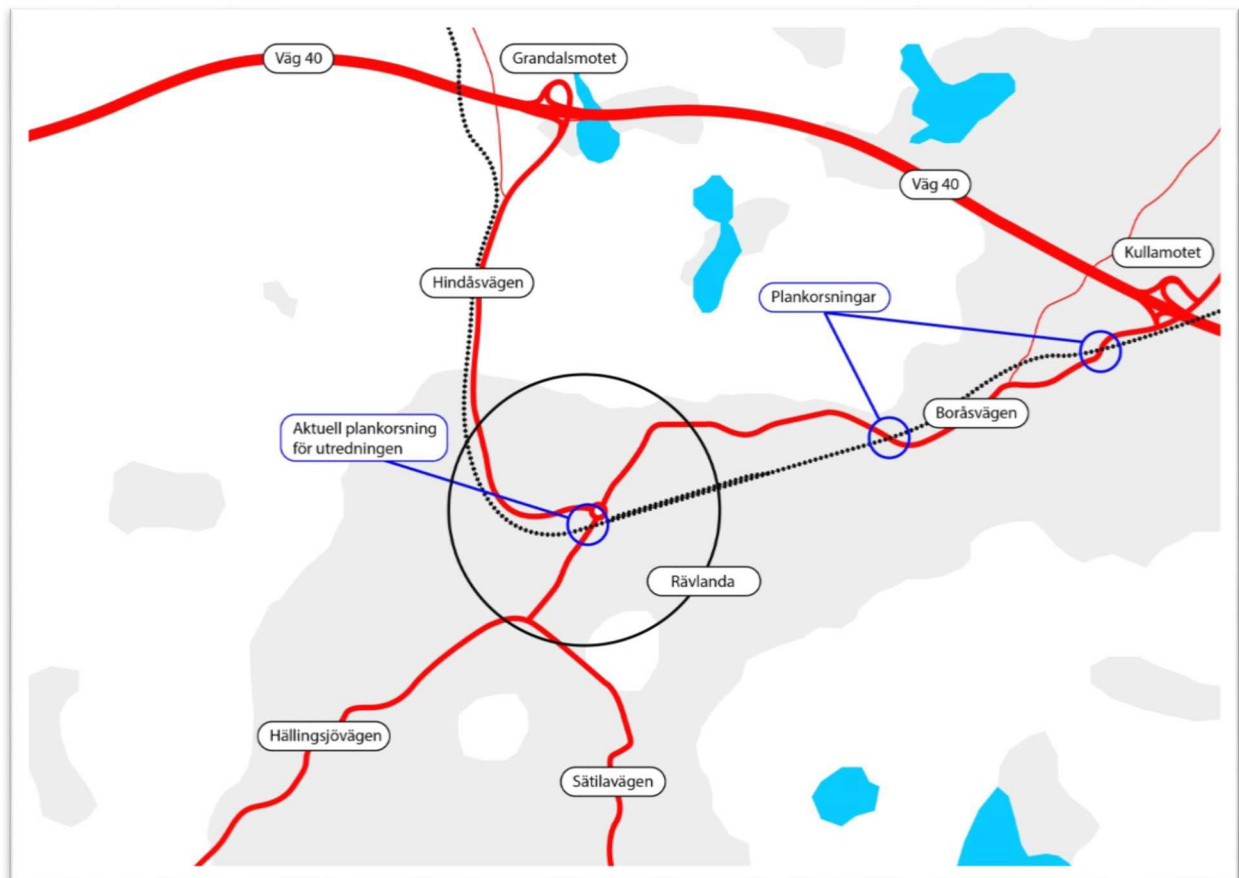 Väg 40
Grandalsmotet
Väg 40
Kullamotet
Hindåsvägen
Plankorsningar
Boråsvägen
Aktuell plankorsning
för utredningen
Rävlanda
Hällingsjövägen
Sätilavägen